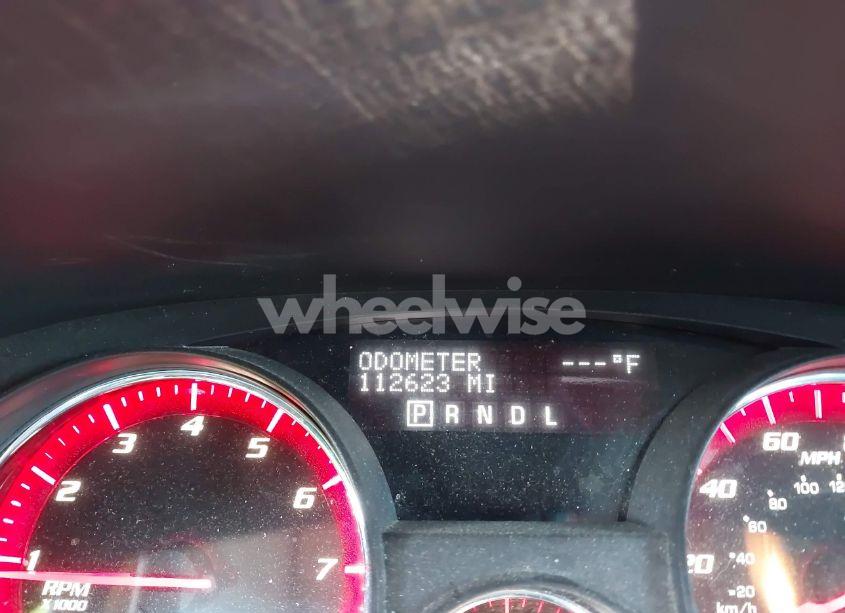 wheelwise
ODOMETER ---°F
112623 MI
P R N D L
1 2 3 4 5 6 7
RPM
X1000
20 40 60
MPH
20 40 60 80 100
km/h